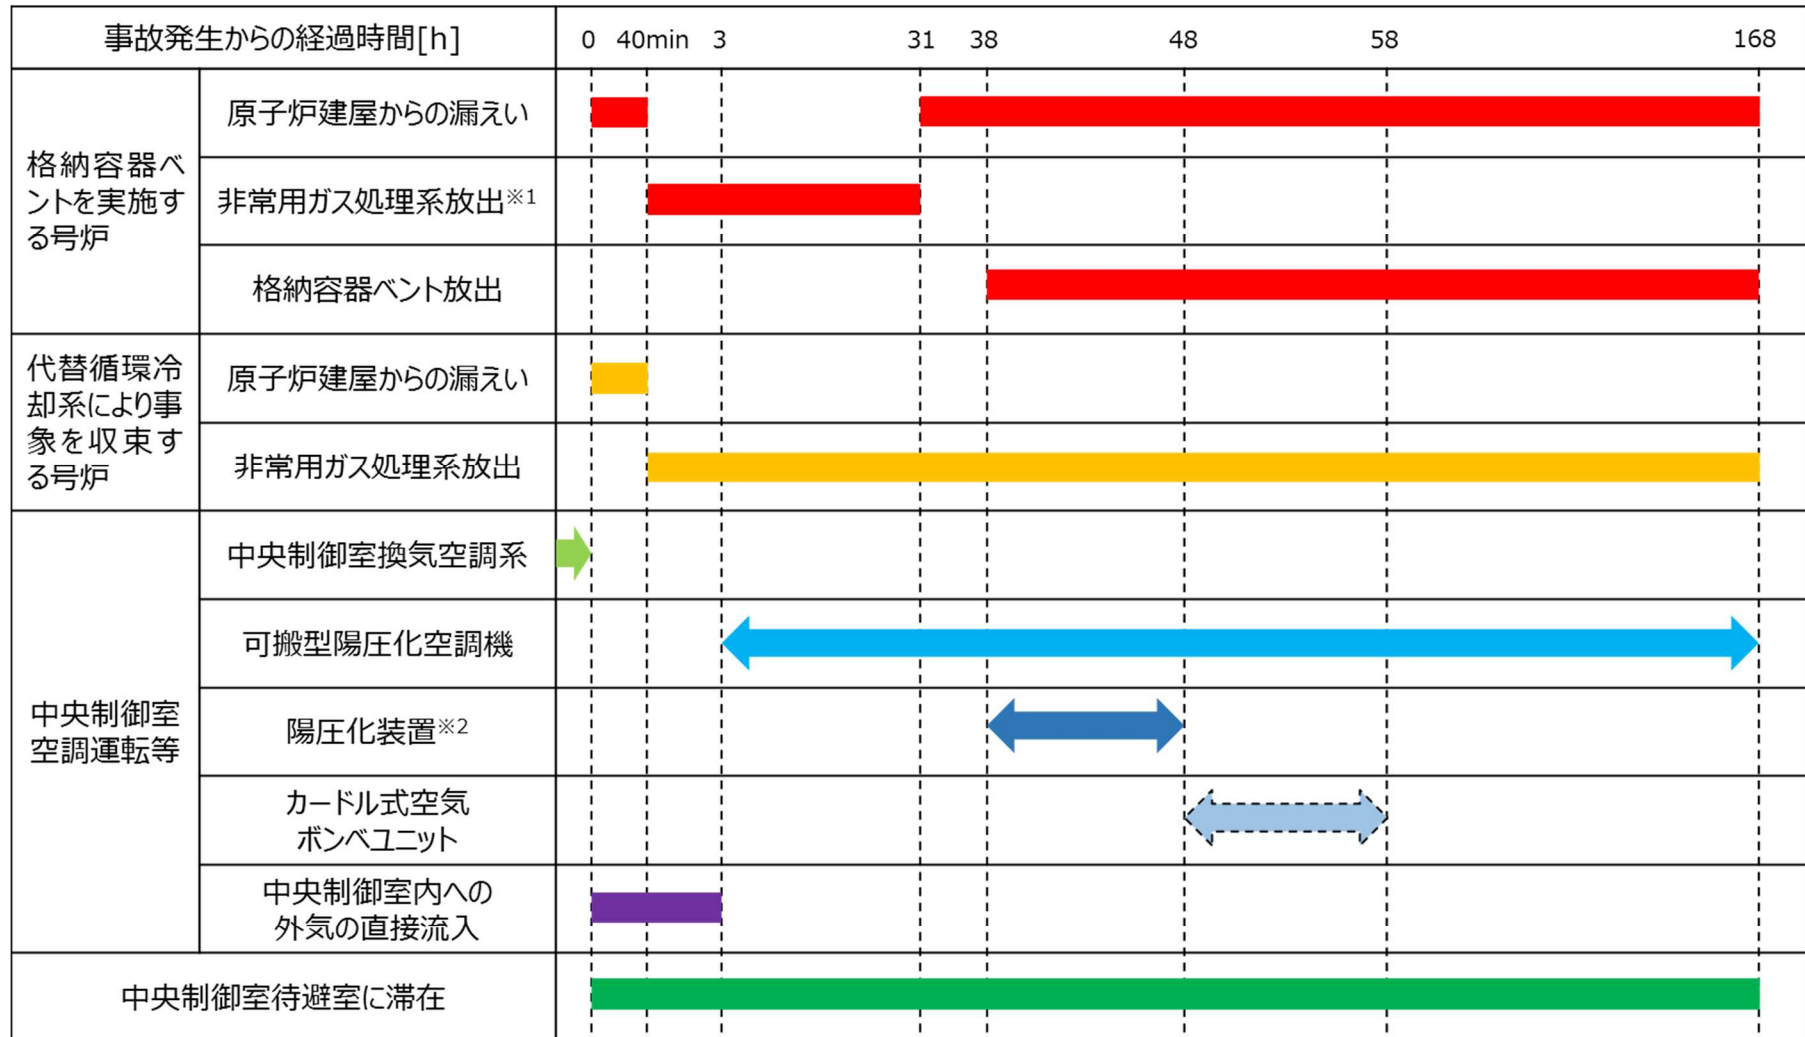 事故発生からの経過時間[h]
0 40min 3 31 38 48 58 168
格納容器ベ
ントを実施す
る号炉
原子炉建屋からの漏えい
非常用ガス処理系放出※1
格納容器ベント放出
代替循環冷
却系により事
象を収束す
る号炉
原子炉建屋からの漏えい
非常用ガス処理系放出
中央制御室
空調運転等
中央制御室換気空調系
可搬型陽圧化空調機
陽圧化装置※2
カードル式空気
ボンベユニット
中央制御室内への
外気の直接流入
中央制御室待避室に滞在